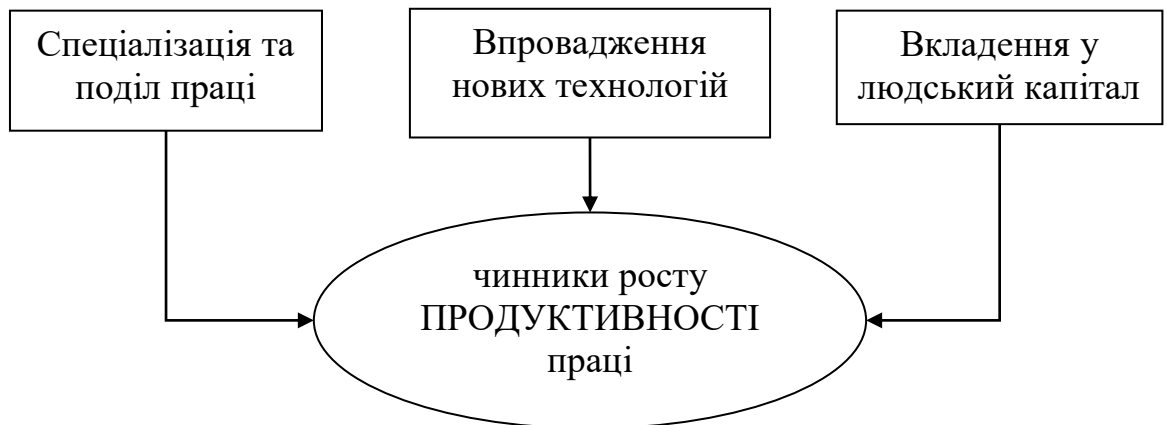 Спеціалізація та
поділ праці
Впровадження
нових технологій
Вкладення у
людський капітал
чинники росту
ПРОДУКТИВНОСТІ
праці